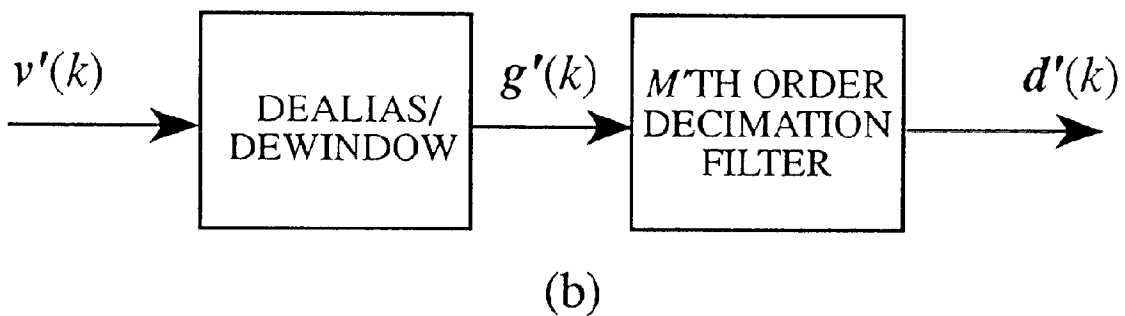 v'(k)
DEALIAS/
DEWINDOW
g'(k)
M'TH ORDER
DECIMATION
FILTER
d'(k)
(b)